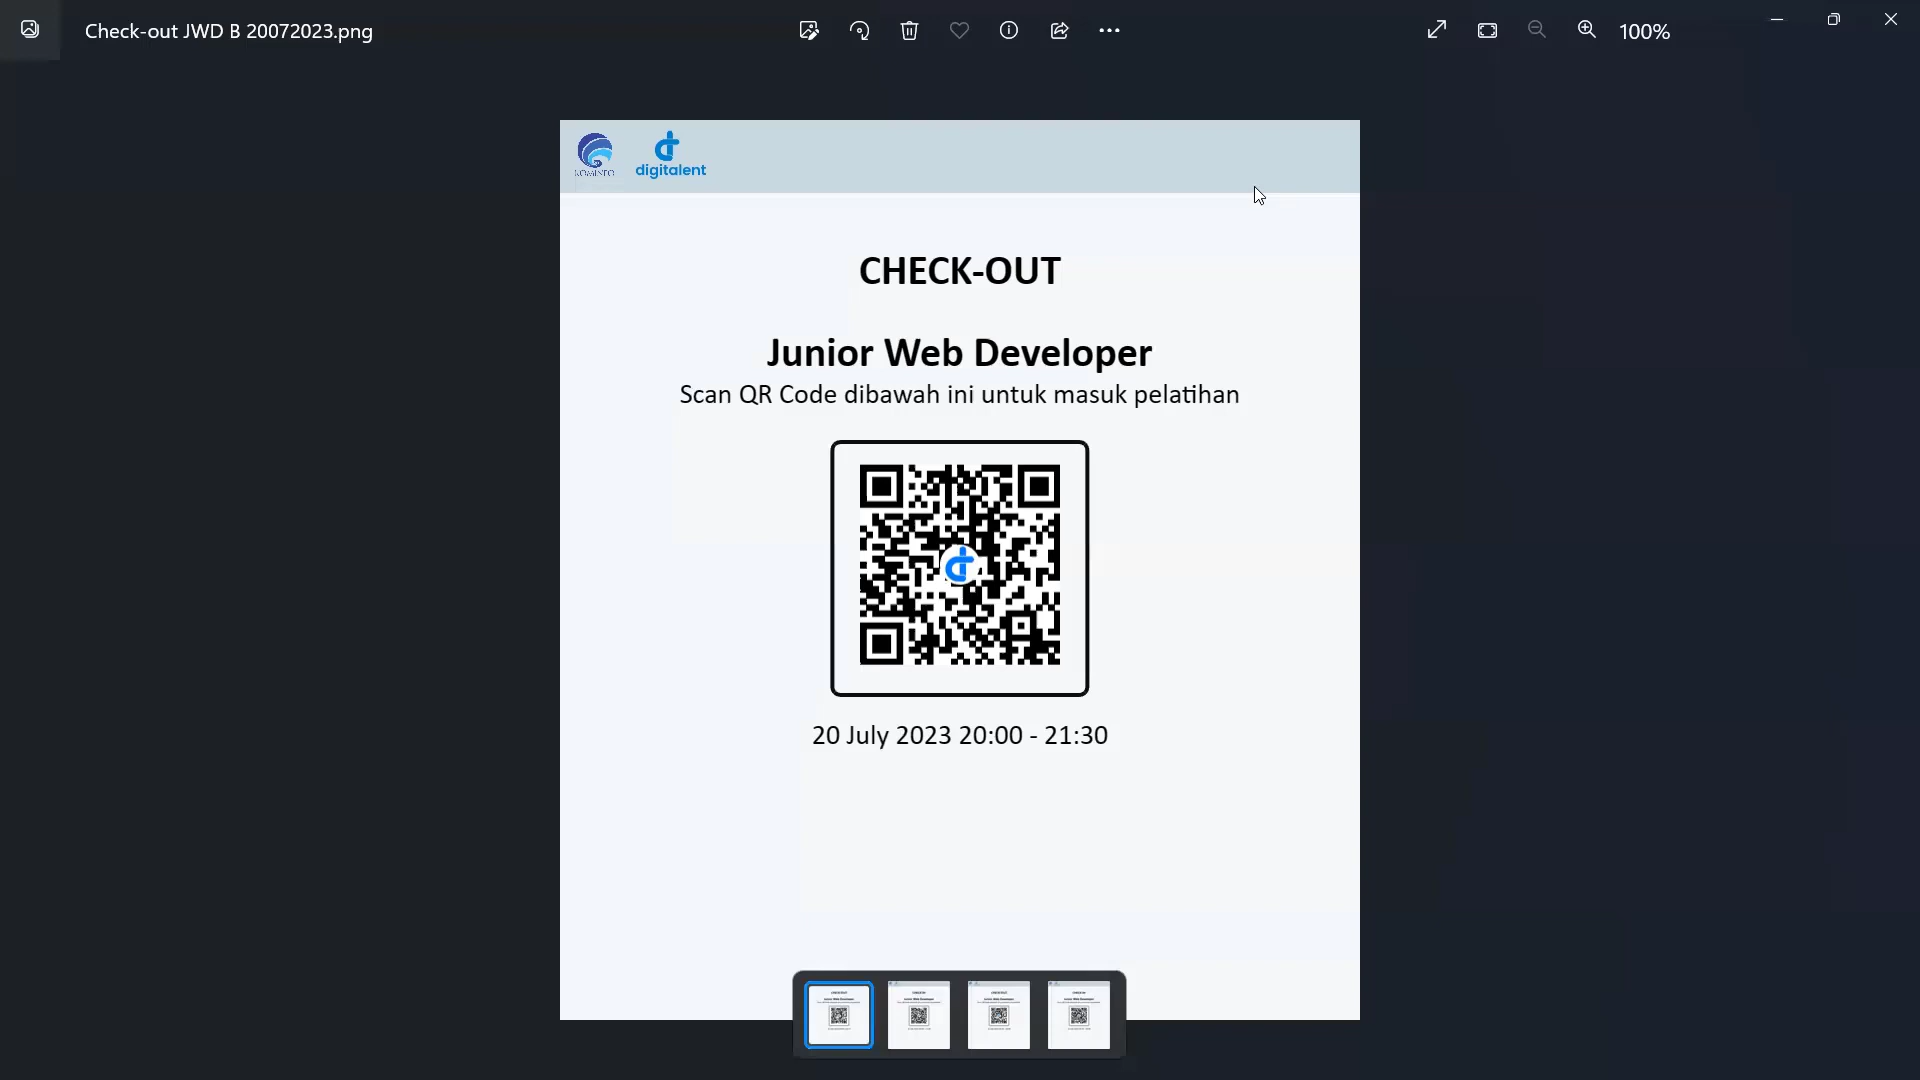 Check-out JWD B 20072023.png
100%
KOMINFO
digitalent
CHECK-OUT
Junior Web Developer
Scan QR Code dibawah ini untuk masuk pelatihan
20 July 2023 20:00 - 21:30